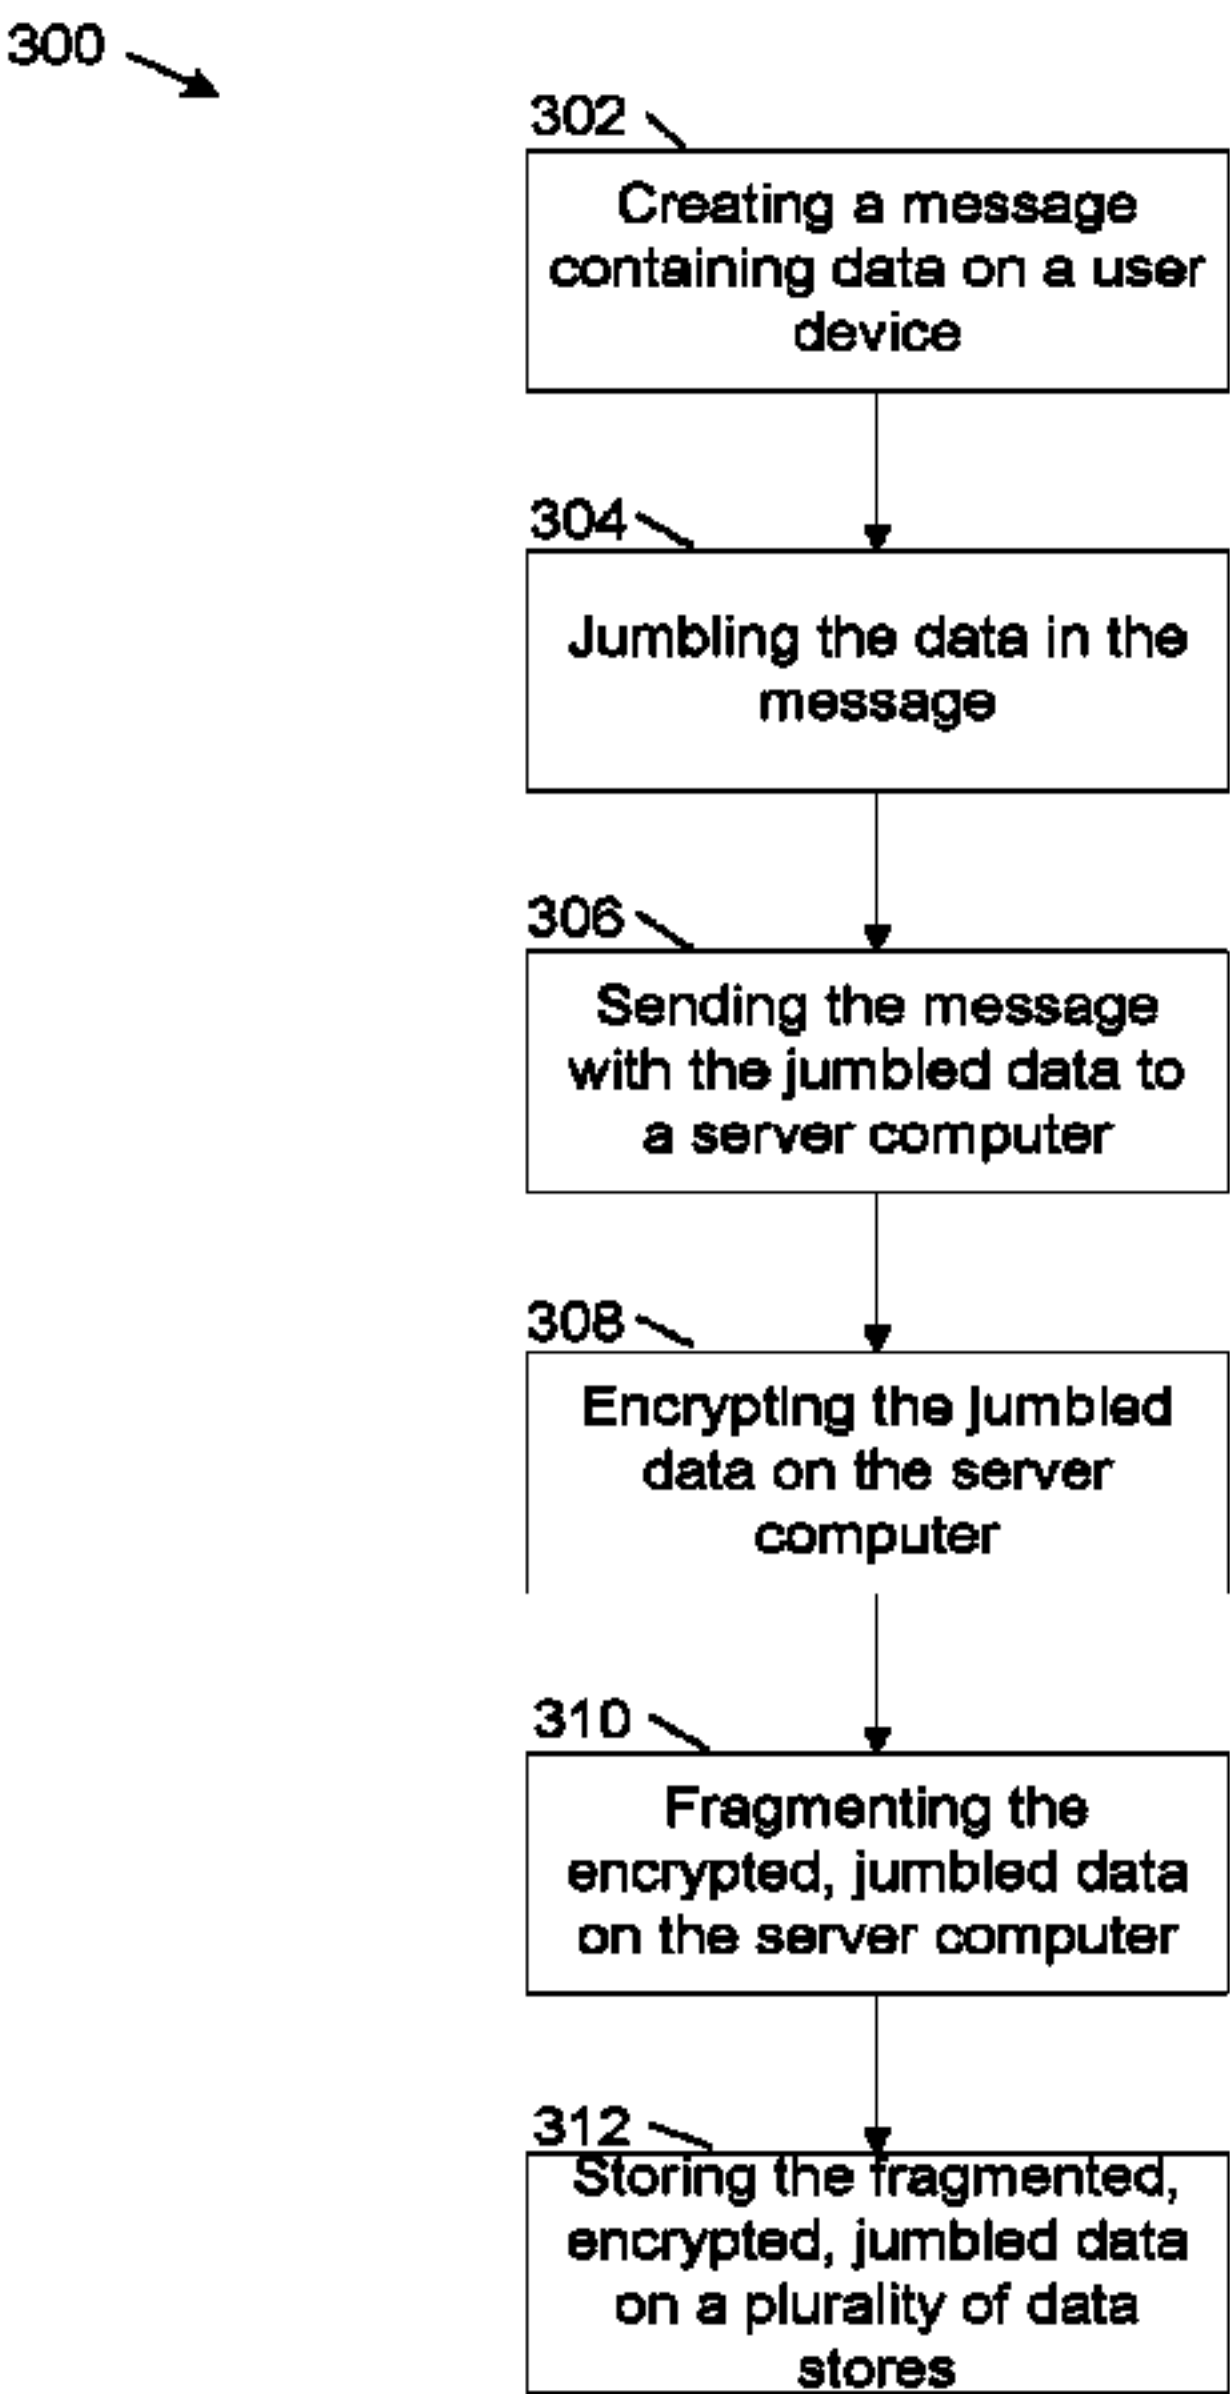 300
302
Creating a message
containing data on a user
device
304
Jumbling the data in the
message
306
Sending the message
with the jumbled data to
a server computer
308
Encrypting the jumbled
data on the server
computer
310
Fragmenting the
encrypted, jumbled data
on the server computer
312
Storing the fragmented,
encrypted, jumbled data
on a plurality of data
stores